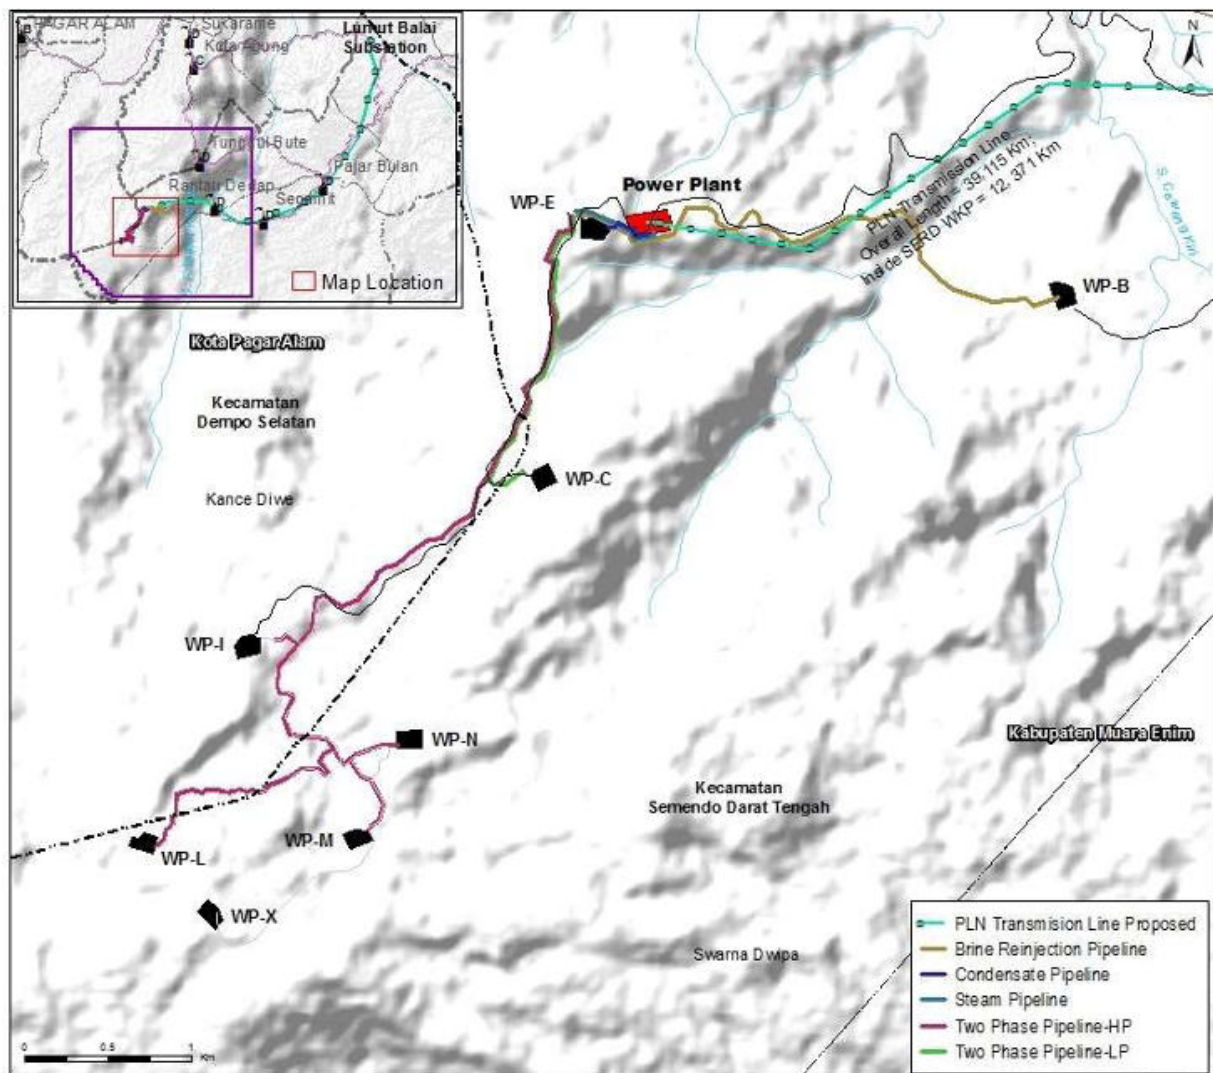 PAGAR ALAM
Sukarame
Kota Agung
Lumut Balai
Substation
Tunggul Bute
Rantau Dedap
Pajar Bulan
Segamit
Map Location
N
Power Plant
WP-E
PLN Transmission Line
Overall Length = 39,115 Km;
Inside SERD WKP = 12, 371 Km
WP-B
Kota Pagar Alam
Kecamatan
Dempo Selatan
Kance Diwe
WP-C
WP-I
WP-N
Kabupaten Muara Enim
Kecamatan
Semendo Darat Tengah
WP-M
WP-L
WP-X
Swarna Dwipa
PLN Transmision Line Proposed
Brine Reinjection Pipeline
Condensate Pipeline
Steam Pipeline
Two Phase Pipeline-HP
Two Phase Pipeline-LP
0 0.5 1
Km